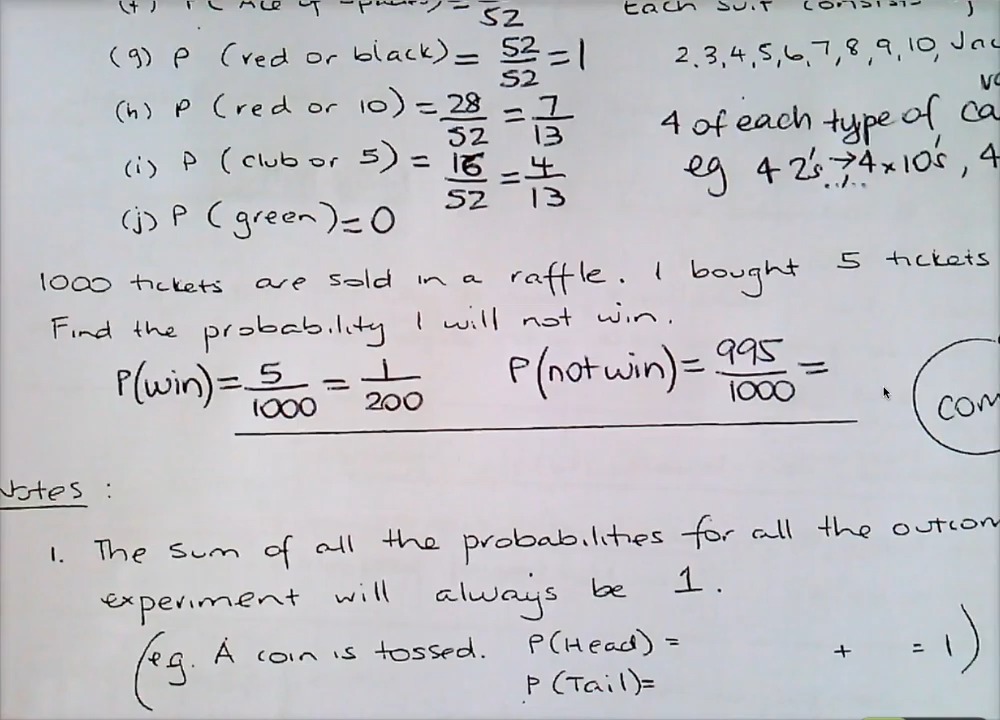 52
(g) P (red or black) = 52/52 = 1
2,3,4,5,6,7,8,9,10, Jac
(h) P (red or 10) = 28/52 = 7/13
4 of each type of ca
(i) P (club or 5) = 16/52 = 4/13
eg 4 2's → 4x10's, 4
(j) P (green) = 0
1000 tickets are sold in a raffle. I bought 5 tickets
Find the probability I will not win.
P(win) = 5/1000 = 1/200
P(not win) = 995/1000 =
com
Notes :
1. The sum of all the probabilities for all the outcom
experiment will always be 1.
(eg. A coin is tossed. P(Head) = + = 1)
P (Tail) =